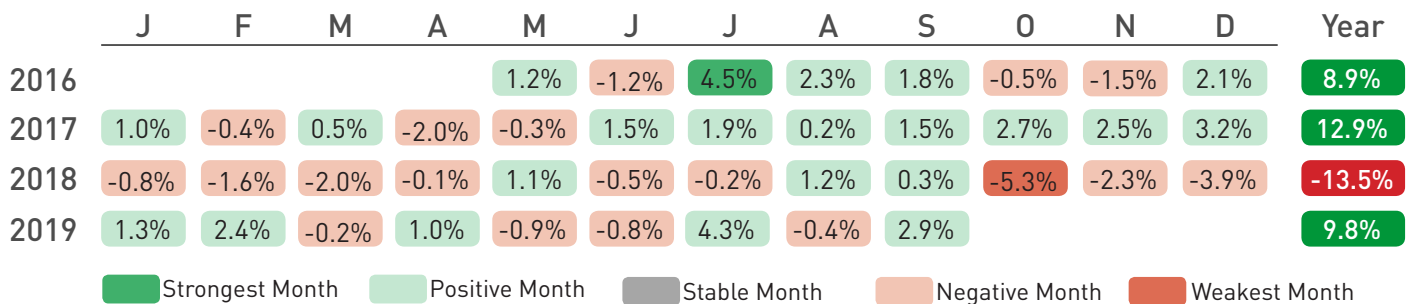 J F M A M J J A S O N D Year
2016 1.2% -1.2% 4.5% 2.3% 1.8% -0.5% -1.5% 2.1% 8.9%
2017 1.0% -0.4% 0.5% -2.0% -0.3% 1.5% 1.9% 0.2% 1.5% 2.7% 2.5% 3.2% 12.9%
2018 -0.8% -1.6% -2.0% -0.1% 1.1% -0.5% -0.2% 1.2% 0.3% -5.3% -2.3% -3.9% -13.5%
2019 1.3% 2.4% -0.2% 1.0% -0.9% -0.8% 4.3% -0.4% 2.9% 9.8%
Strongest Month Positive Month Stable Month Negative Month Weakest Month